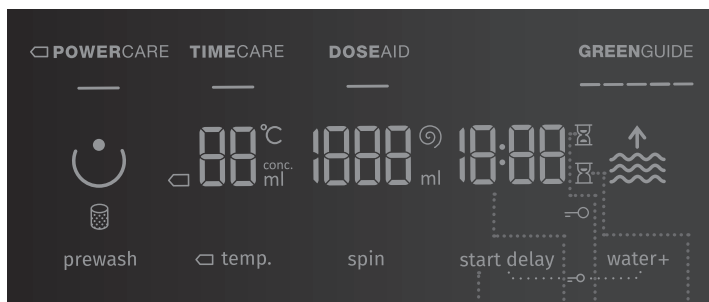 POWERCARE TIMECARE DOSEAID GREENGUIDE
88 °C 1888 18:88
conc.
ml ml
prewash temp. spin start delay water+